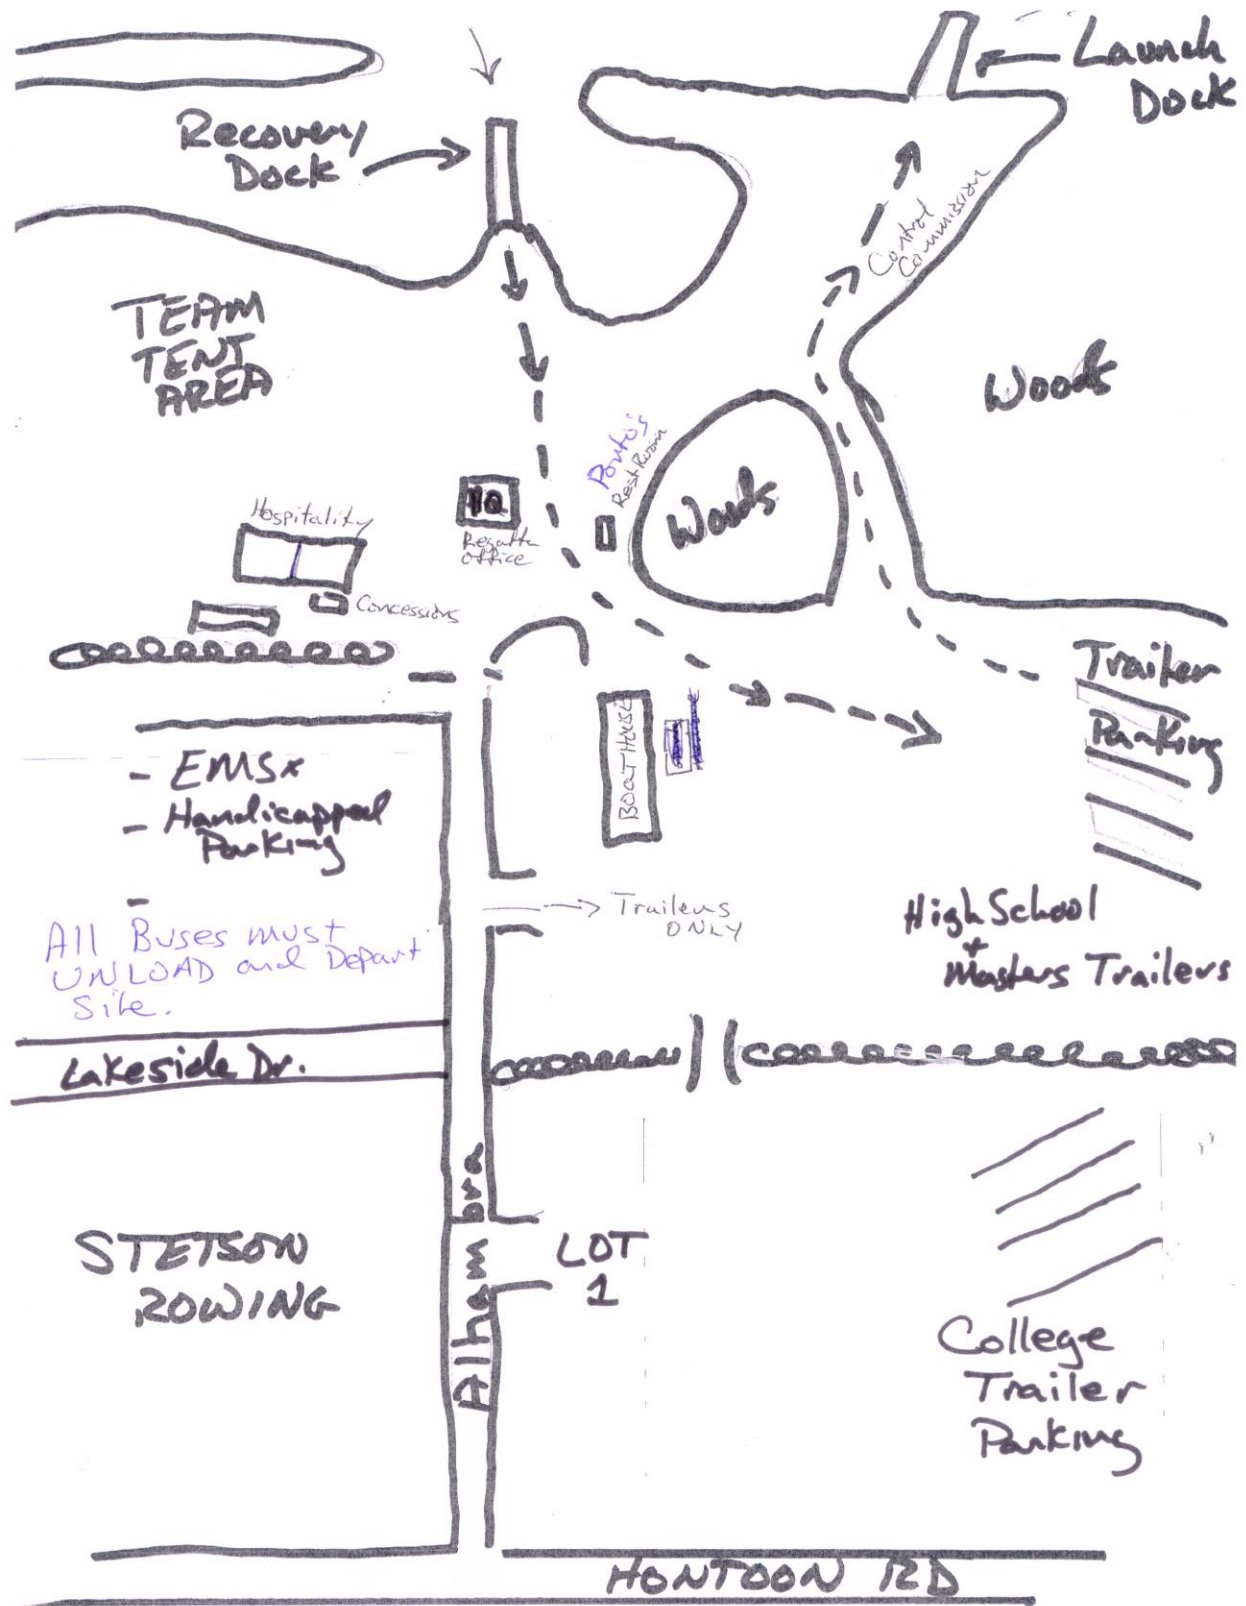 Launch
Dock
Recovery
Dock
Control
Commission
TEAM
TENT
AREA
Woods
Porto's
Rest Room
Woods
HQ
Regatta
office
Hospitality
Concessions
Trailer
Parking
BOATHOUSE
- EMS &
- Handicapped
Parking
-
Trailers
ONLY
High School
+
Masters Trailers
All Buses must
UNLOAD and Depart
Site.
Lakeside Dr.
Alhambra
STETSON
ROWING
LOT
1
College
Trailer
Parking
HONTOON RD